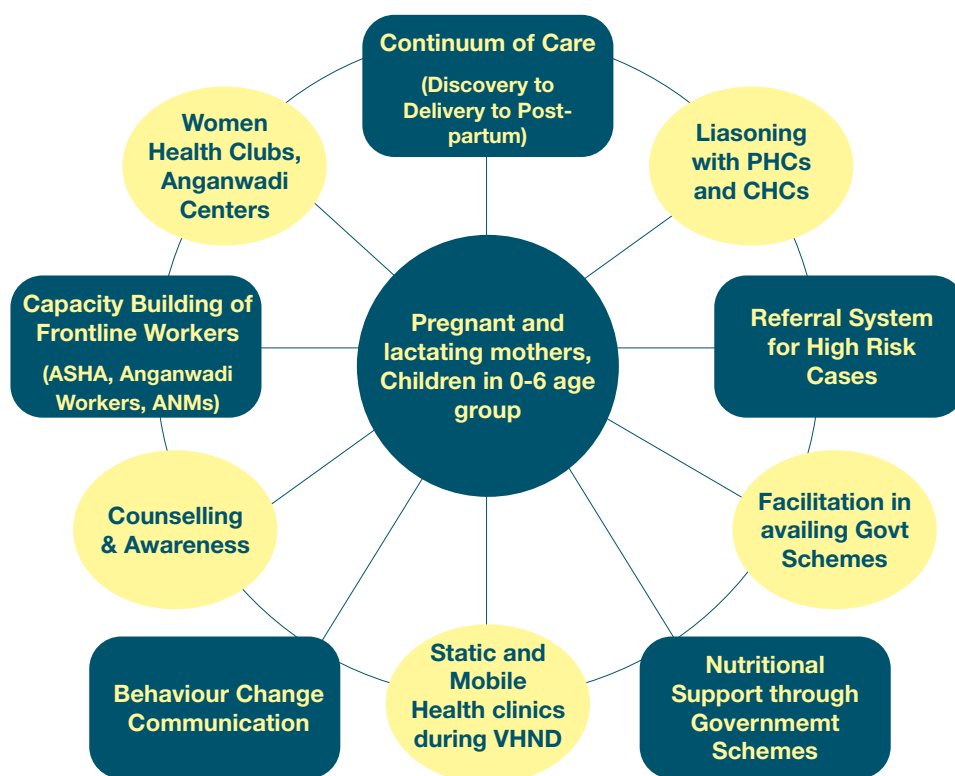 Continuum of Care
(Discovery to
Delivery to Post-
partum)
Liasoning
with PHCs
and CHCs
Referral System
for High Risk
Cases
Facilitation in
availing Govt
Schemes
Nutritional
Support through
Governmemt
Schemes
Static and
Mobile
Health clinics
during VHND
Behaviour Change
Communication
Counselling
& Awareness
Capacity Building of
Frontline Workers
(ASHA, Anganwadi
Workers, ANMs)
Women
Health Clubs,
Anganwadi
Centers
Pregnant and
lactating mothers,
Children in 0-6 age
group